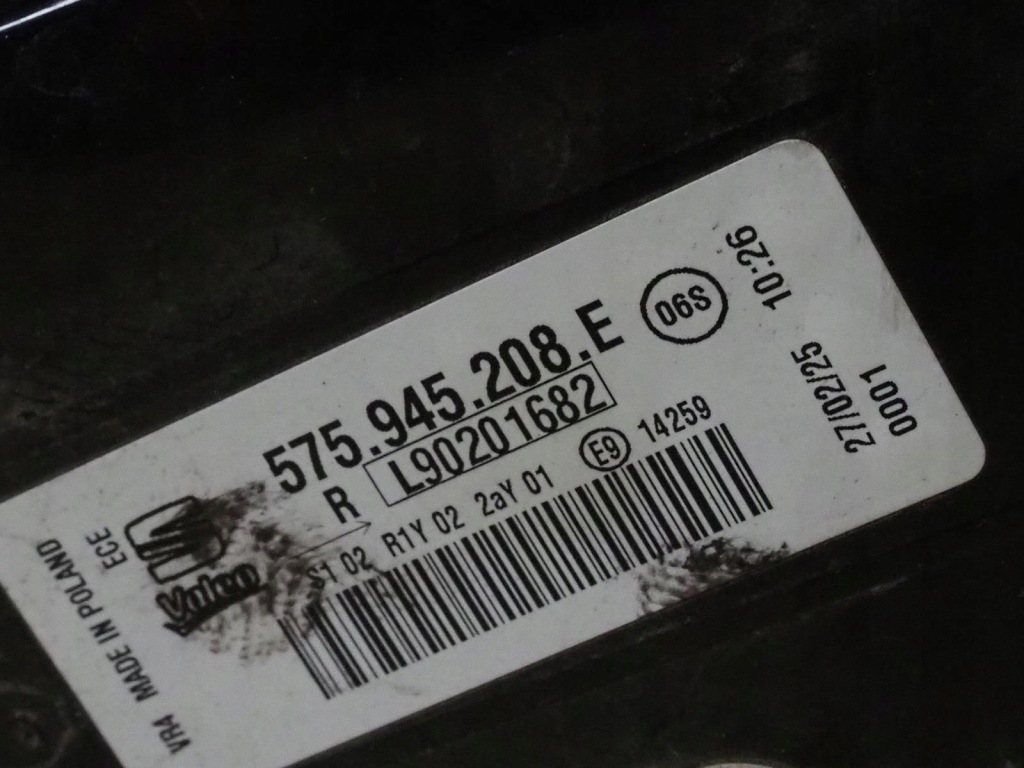 575.945.208.E
06S
R
L90201682
S1 02 R1Y 02 2aY 01
E9
14259
10:26
27/02/25
0001
Valeo
ECE
VR4 MADE IN POLAND